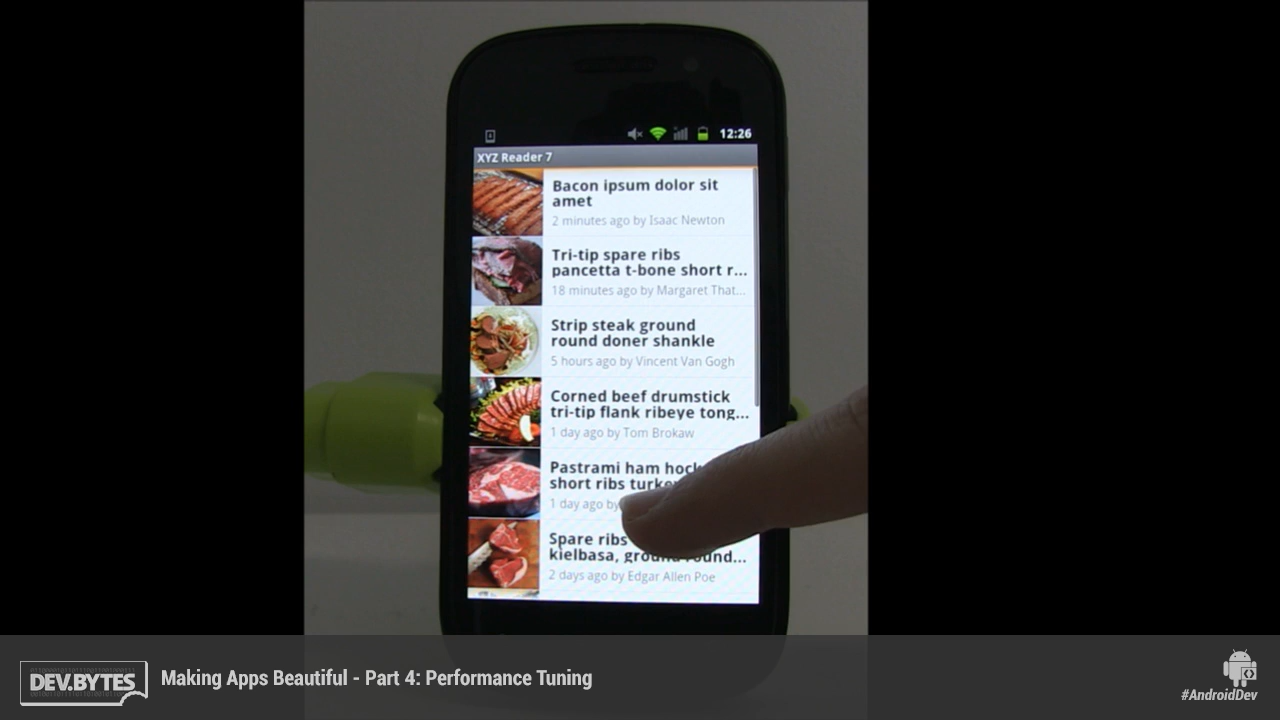 12:26
XYZ Reader 7
Bacon ipsum dolor sit
amet
2 minutes ago by Isaac Newton
Tri-tip spare ribs
pancetta t-bone short r...
18 minutes ago by Margaret That...
Strip steak ground
round doner shankle
5 hours ago by Vincent Van Gogh
Corned beef drumstick
tri-tip flank ribeye tong...
1 day ago by Tom Brokaw
Pastrami ham hock
short ribs turkey
1 day ago by
Spare ribs
kielbasa, ground round...
2 days ago by Edgar Allen Poe
DEV.BYTES
Making Apps Beautiful - Part 4: Performance Tuning
#AndroidDev